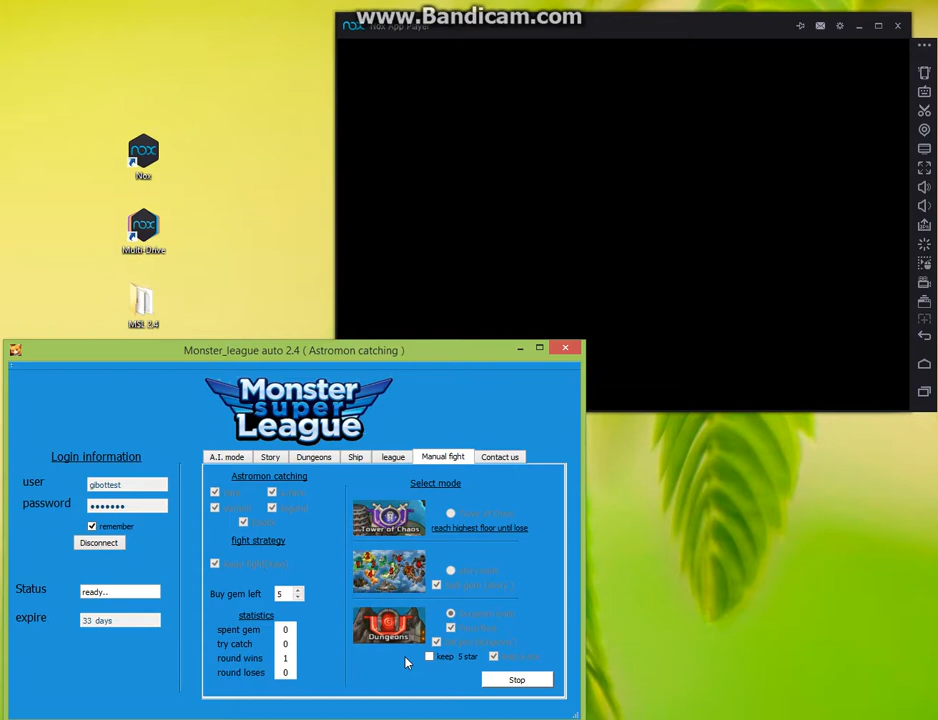 www.Bandicam.com
Nox App Player
Nox
Multi-Drive
MSL 2.4
Monster_league auto 2.4 ( Astromon catching )
Monster
super
League
Login information
user
gibottest
password
●●●●●●●
remember
Disconnect
Status
ready..
expire
33 days
A.I. mode
Story
Dungeons
Ship
league
Manual fight
Contact us
Astromon catching
fight strategy
Buy gem left
5
statistics
spent gem
0
try catch
0
round wins
1
round loses
0
Select mode
Tower of Chaos
reach highest floor until lose
Dungeons
keep 5 star
Stop